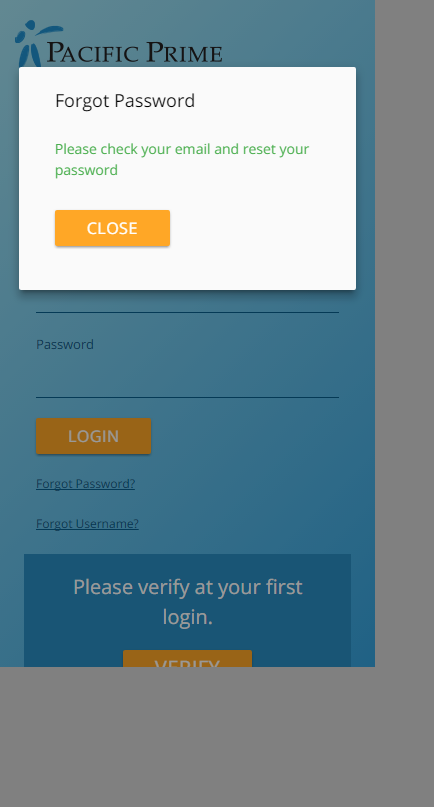 PACIFIC PRIME
Forgot Password
Please check your email and reset your
password
CLOSE
Password
LOGIN
Forgot Password?
Forgot Username?
Please verify at your first
login.
VERIFY